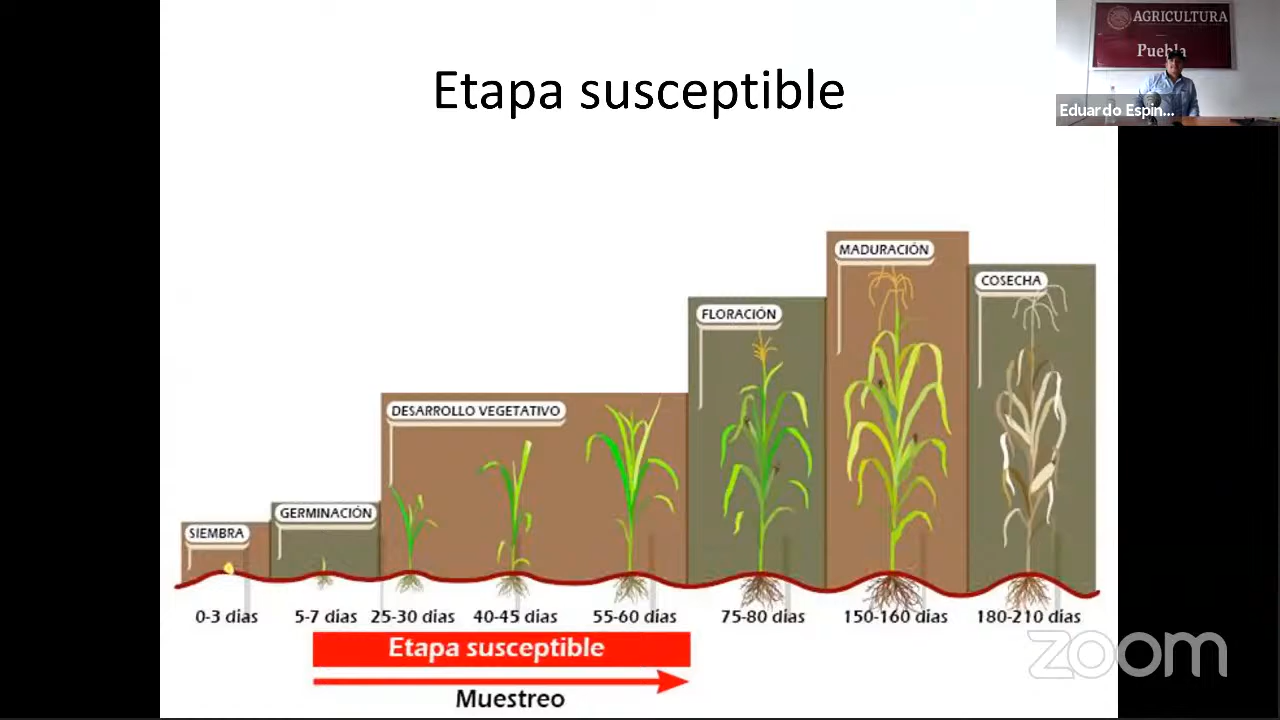 AGRICULTURA
Puebla
Eduardo Espin...
Etapa susceptible
MADURACIÓN
COSECHA
FLORACIÓN
DESARROLLO VEGETATIVO
GERMINACIÓN
SIEMBRA
0-3 días 5-7 días 25-30 días 40-45 días 55-60 días 75-80 días 150-160 días 180-210 días
Etapa susceptible
zoom
Muestreo